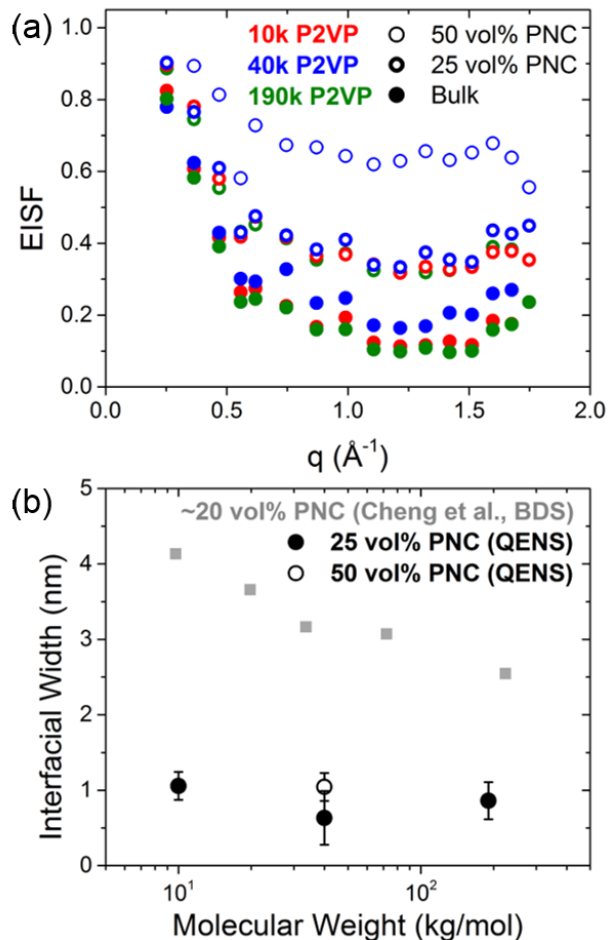 (a)
10k P2VP 50 vol% PNC
40k P2VP 25 vol% PNC
190k P2VP Bulk
1.0
0.8
0.6
0.4
0.2
0.0
EISF
0.0 0.5 1.0 1.5 2.0
q (Å⁻¹)
(b)
~20 vol% PNC (Cheng et al., BDS)
25 vol% PNC (QENS)
50 vol% PNC (QENS)
5
4
3
2
1
0
Interfacial Width (nm)
10¹ 10²
Molecular Weight (kg/mol)